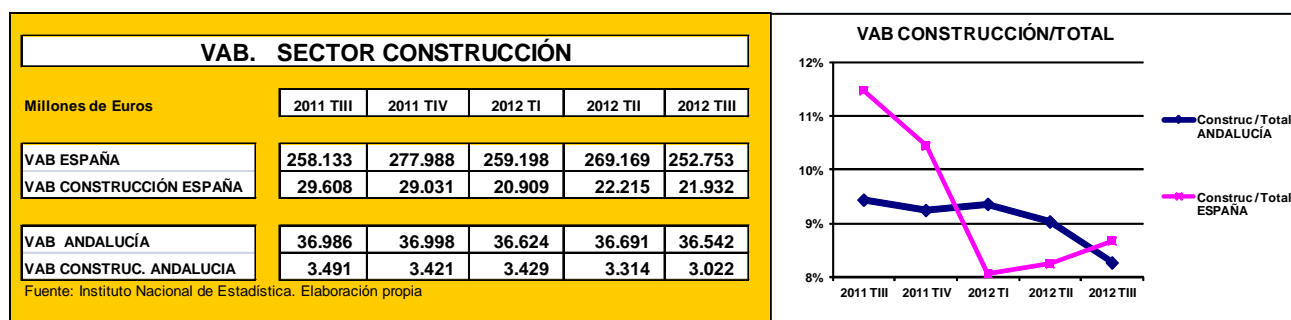 VAB. SECTOR CONSTRUCCIÓN
Millones de Euros 2011 TIII 2011 TIV 2012 TI 2012 TII 2012 TIII
VAB ESPAÑA 258.133 277.988 259.198 269.169 252.753
VAB CONSTRUCCIÓN ESPAÑA 29.608 29.031 20.909 22.215 21.932
VAB ANDALUCÍA 36.986 36.998 36.624 36.691 36.542
VAB CONSTRUC. ANDALUCIA 3.491 3.421 3.429 3.314 3.022
Fuente: Instituto Nacional de Estadística. Elaboración propia
VAB CONSTRUCCIÓN/TOTAL
12%
11%
10%
9%
8%
2011 TIII 2011 TIV 2012 TI 2012 TII 2012 TIII
Construc/Total
ANDALUCÍA
Construc/Total
ESPAÑA